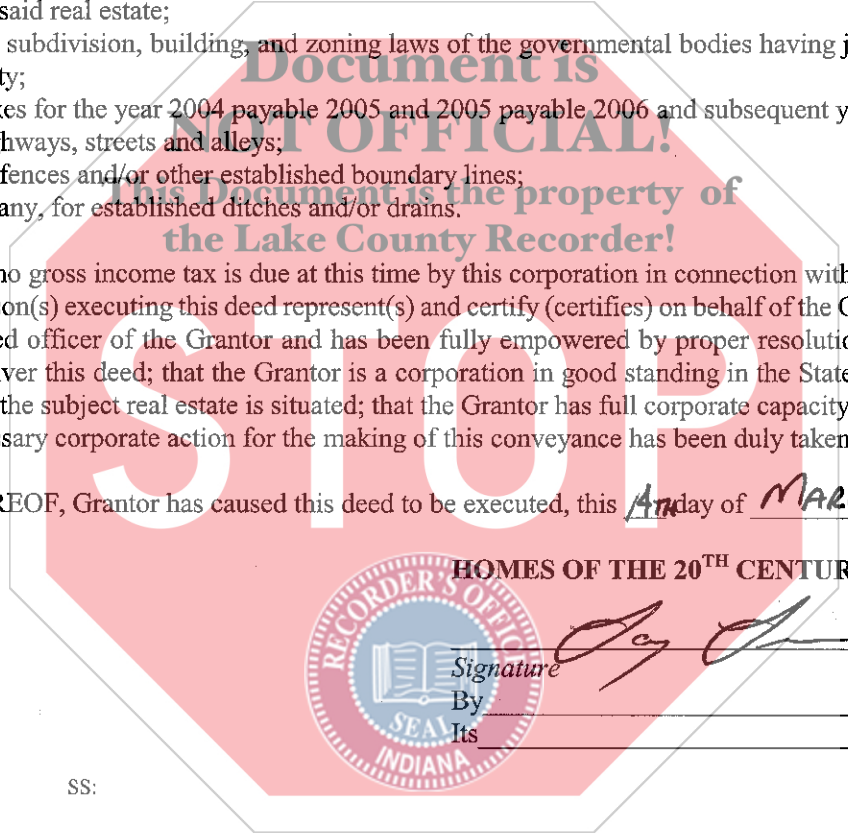 said real estate;
subdivision, building, and zoning laws of the governmental bodies having j
Document is
ty;
es for the year 2004 payable 2005 and 2005 payable 2006 and subsequent y
NOT OFFICIAL!
hways, streets and alleys;
fences and/or other established boundary lines;
This Document is the property of
any, for established ditches and/or drains.
the Lake County Recorder!
no gross income tax is due at this time by this corporation in connection with
on(s) executing this deed represent(s) and certify (certifies) on behalf of the G
ed officer of the Grantor and has been fully empowered by proper resolutio
iver this deed; that the Grantor is a corporation in good standing in the State
the subject real estate is situated; that the Grantor has full corporate capacity
ssary corporate action for the making of this conveyance has been duly taken
STOP
REOF, Grantor has caused this deed to be executed, this 14TH day of MAR
HOMES OF THE 20TH CENTUR
Signature
By
Its
RECORDER'S OFFICE
SEAL
INDIANA
SS: